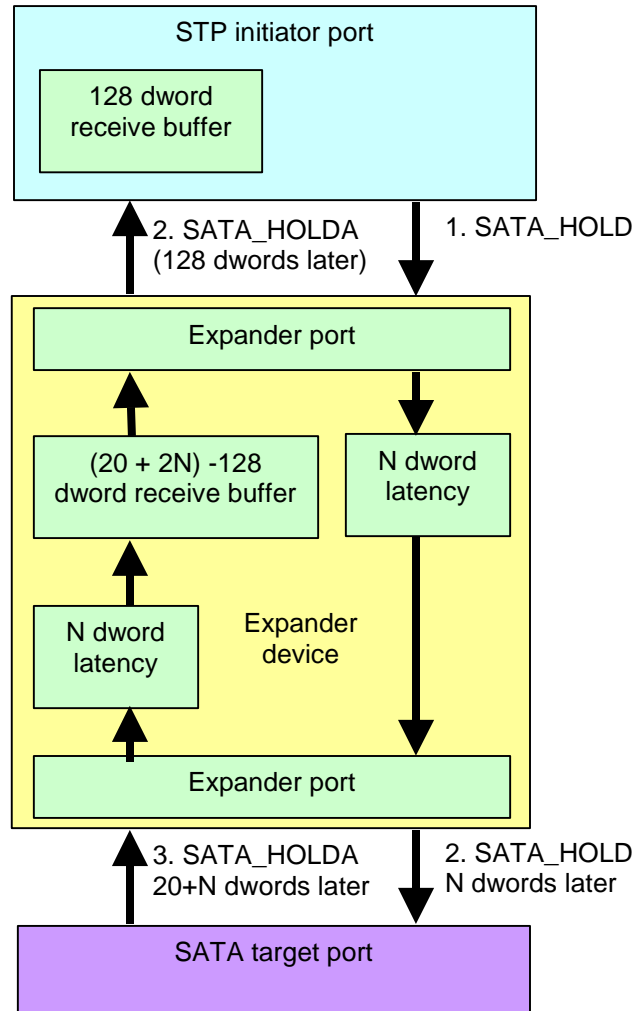 STP initiator port
128 dword
receive buffer
2. SATA_HOLDA
(128 dwords later)
1. SATA_HOLD
Expander port
(20 + 2N) -128
dword receive buffer
N dword
latency
N dword
latency
Expander
device
Expander port
3. SATA_HOLDA
20+N dwords later
2. SATA_HOLD
N dwords later
SATA target port